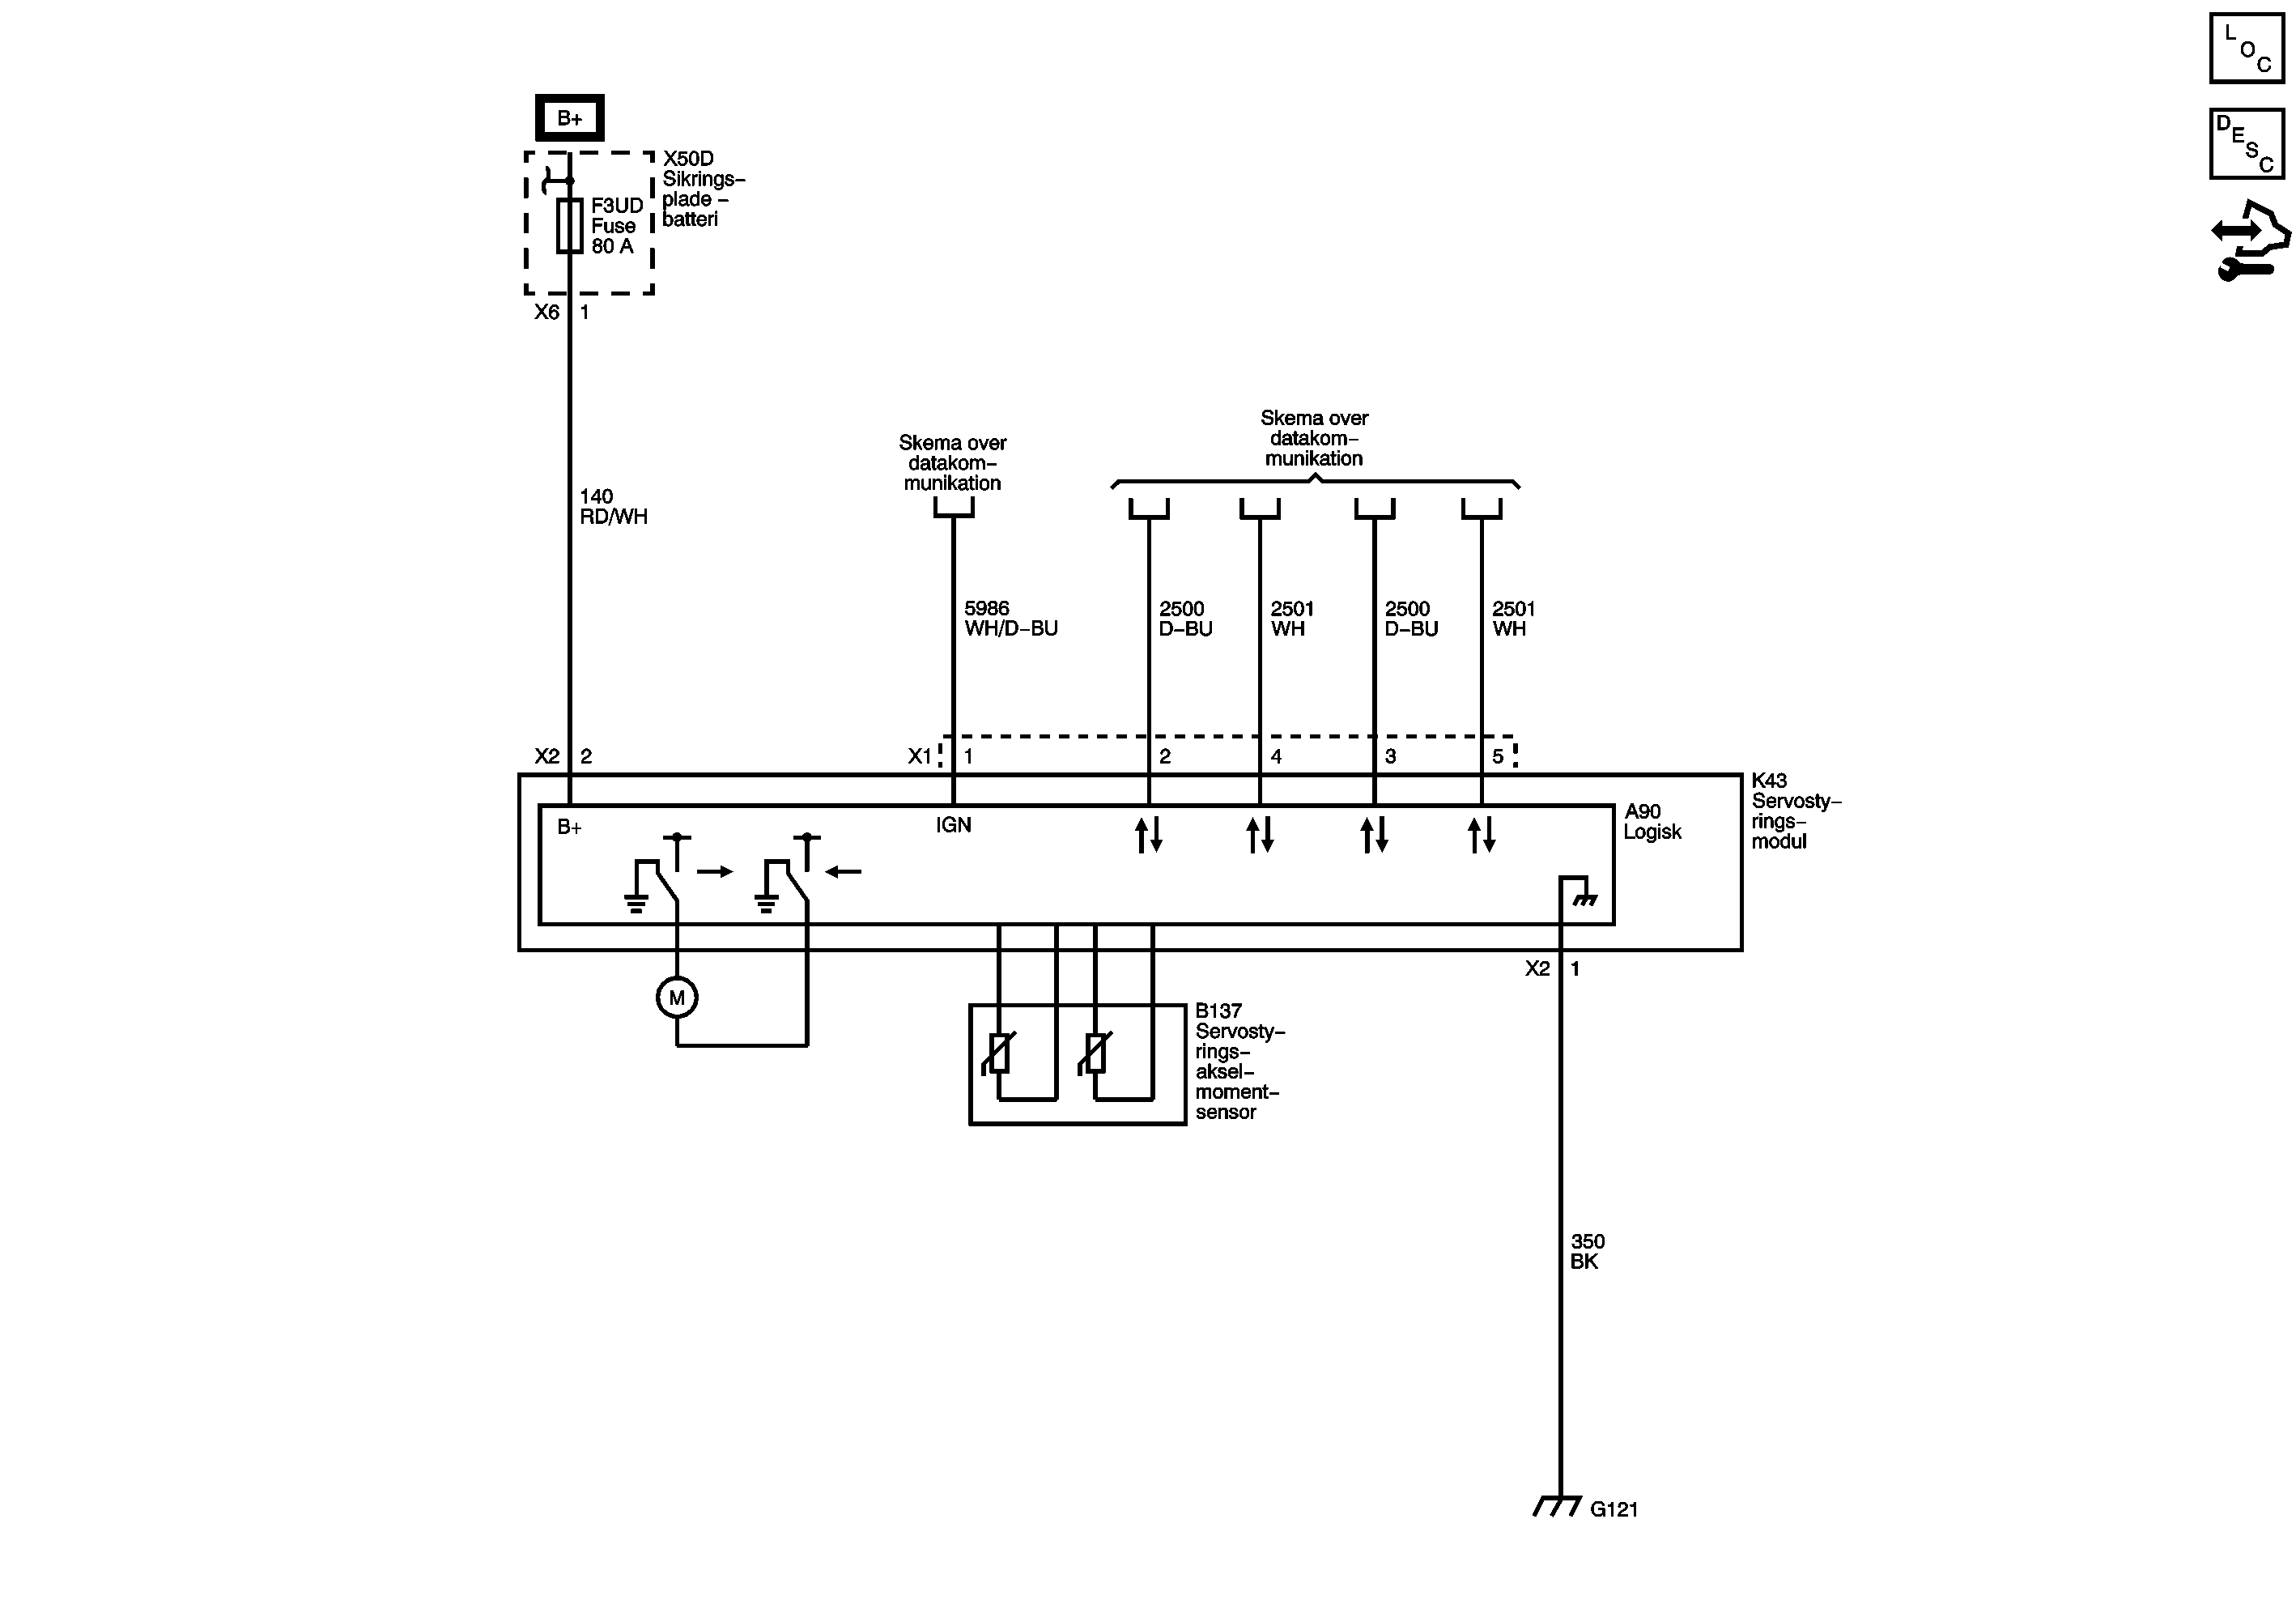 L
O
C
D
E
S
C
B+
X50D
Sikrings–
plade –
batteri
F3UD
Fuse
80 A
X6 1
140
RD/WH
Skema over
datakom–
munikation
Skema over
datakom–
munikation
5986
WH/D–BU
2500
D–BU
2501
WH
2500
D–BU
2501
WH
X2 2
X1 1 2 4 3 5
K43
Servosty–
rings–
modul
A90
Logisk
B+
IGN
M
X2 1
B137
Servosty–
rings–
aksel–
moment–
sensor
350
BK
G121